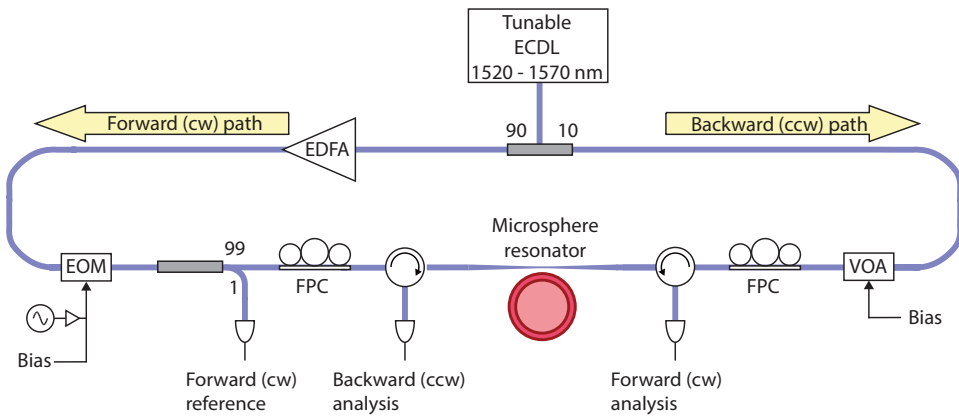 Tunable
ECDL
1520 - 1570 nm
Forward (cw) path
EDFA
90
10
Backward (ccw) path
Microsphere
resonator
EOM
99
1
FPC
FPC
VOA
Bias
Bias
Forward (cw)
reference
Backward (ccw)
analysis
Forward (cw)
analysis